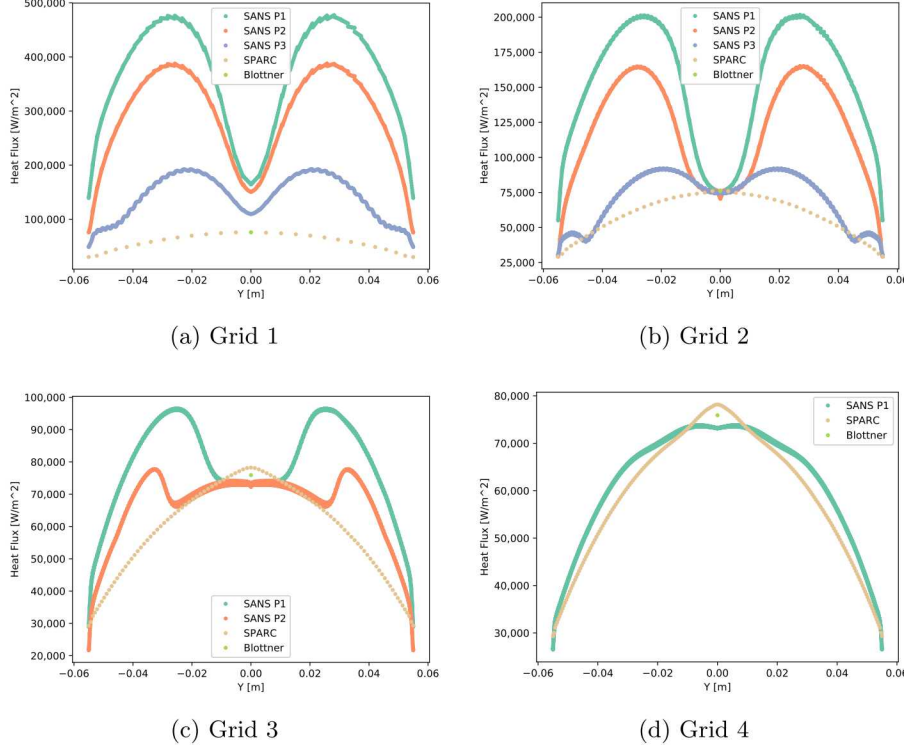 500,000
400,000
300,000
200,000
100,000
Heat Flux [W/m^2]
SANS P1
SANS P2
SANS P3
SPARC
Blottner
−0.06 −0.04 −0.02 0.00 0.02 0.04 0.06
Y [m]
(a) Grid 1
200,000
175,000
150,000
125,000
100,000
75,000
50,000
25,000
Heat Flux [W/m^2]
SANS P1
SANS P2
SANS P3
SPARC
Blottner
−0.06 −0.04 −0.02 0.00 0.02 0.04 0.06
Y [m]
(b) Grid 2
100,000
90,000
80,000
70,000
60,000
50,000
40,000
30,000
20,000
Heat Flux [W/m^2]
SANS P1
SANS P2
SPARC
Blottner
−0.06 −0.04 −0.02 0.00 0.02 0.04 0.06
Y [m]
(c) Grid 3
80,000
70,000
60,000
50,000
40,000
30,000
Heat Flux [W/m^2]
SANS P1
SPARC
Blottner
−0.06 −0.04 −0.02 0.00 0.02 0.04 0.06
Y [m]
(d) Grid 4